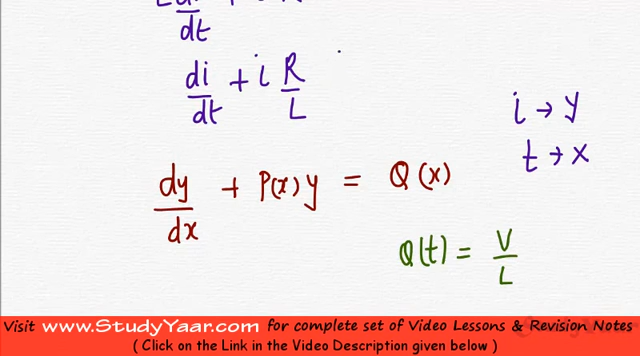 di/dt + i R/L
i → y
t → x
dy/dx + P(x)y = Q(x)
Q(t) = V/L
Visit www.StudyYaar.com for complete set of Video Lessons & Revision Notes
( Click on the Link in the Video Description given below )